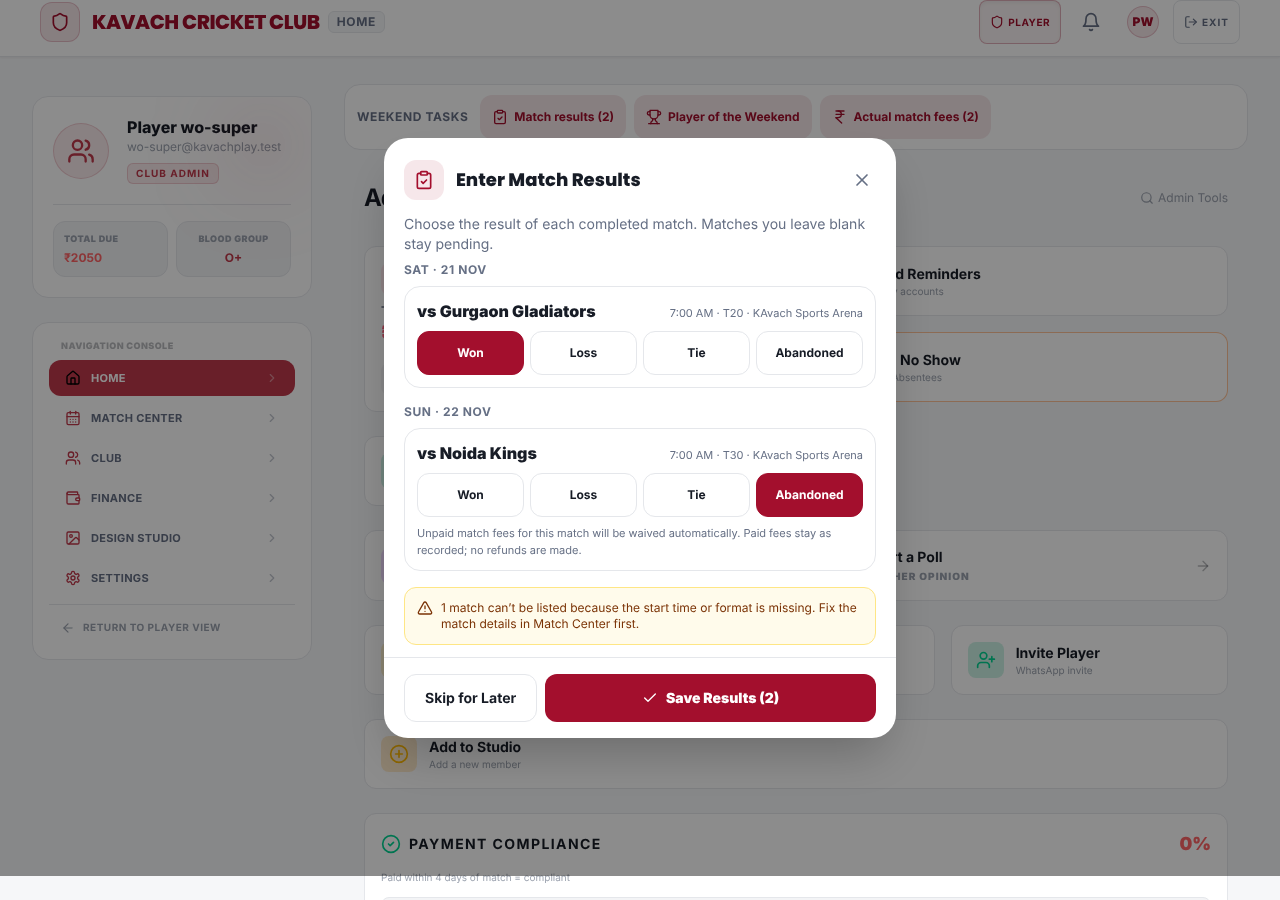 KAVACH CRICKET CLUB
HOME
PLAYER
PW
EXIT
Player wo-super
wo-super@kavachplay.test
CLUB ADMIN
TOTAL DUE
₹2050
BLOOD GROUP
O+
NAVIGATION CONSOLE
HOME
MATCH CENTER
CLUB
FINANCE
DESIGN STUDIO
SETTINGS
RETURN TO PLAYER VIEW
WEEKEND TASKS
Match results (2)
Player of the Weekend
Actual match fees (2)
Admin Tools
Enter Match Results
Choose the result of each completed match. Matches you leave blank
stay pending.
SAT · 21 NOV
vs Gurgaon Gladiators
7:00 AM · T20 · KAvach Sports Arena
Won
Loss
Tie
Abandoned
SUN · 22 NOV
vs Noida Kings
7:00 AM · T30 · KAvach Sports Arena
Won
Loss
Tie
Abandoned
Unpaid match fees for this match will be waived automatically. Paid fees stay as
recorded; no refunds are made.
1 match can’t be listed because the start time or format is missing. Fix the
match details in Match Center first.
Skip for Later
Save Results (2)
Reminders
accounts
No Show
Absentees
a Poll
OPINION
Invite Player
WhatsApp invite
Add to Studio
Add a new member
PAYMENT COMPLIANCE
0%
Paid within 4 days of match = compliant